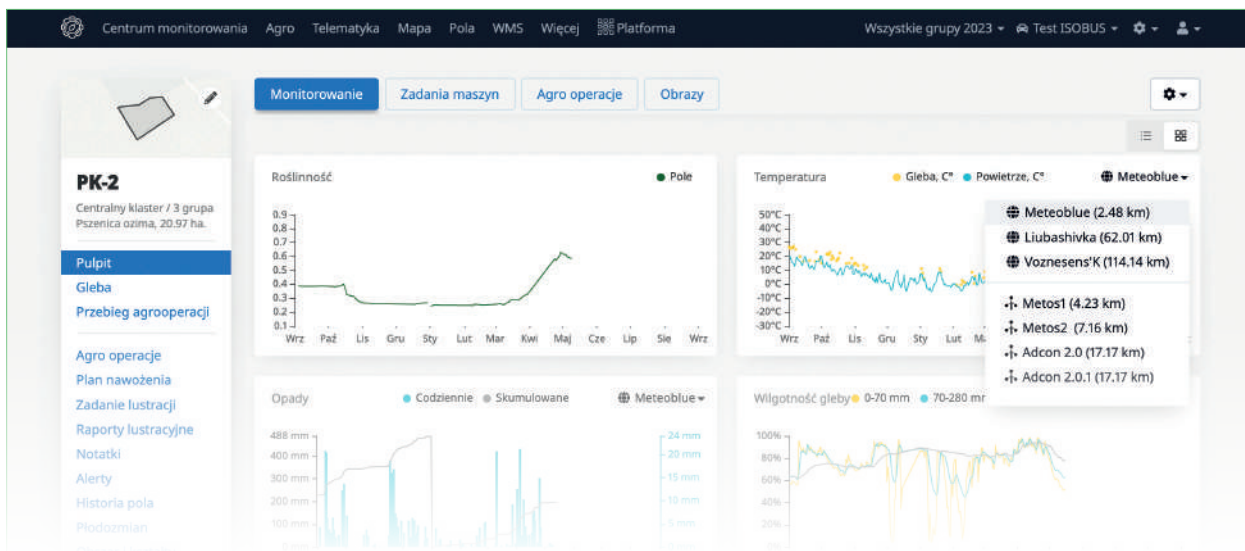 Centrum monitorowania Agro Telematyka Mapa Pola WMS Więcej Platforma Wszystkie grupy 2023 Test ISOBUS
Monitorowanie Zadania maszyn Agro operacje Obrazy
PK-2
Centralny klaster / 3 grupa
Pszenica ozima, 20.97 ha.
Pulpit
Gleba
Przebieg agrooperacji
Agro operacje
Plan nawożenia
Zadanie lustracji
Raporty lustracyjne
Notatki
Alerty
Historia pola
Płodozmian
Roślinność Pole
0.9
0.8
0.7
0.6
0.5
0.4
0.3
0.2
0.1
Wrz Paź Lis Gru Sty Lut Mar Kwi Maj Cze Lip Sie Wrz
Temperatura Gleba, C° Powietrze, C° Meteoblue
50°C
40°C
30°C
20°C
10°C
0°C
-10°C
-20°C
-30°C
Wrz Paź Lis Gru Sty Lut
Meteoblue (2.48 km)
Liubashivka (62.01 km)
Voznesens'K (114.14 km)
Metos1 (4.23 km)
Metos2 (7.16 km)
Adcon 2.0 (17.17 km)
Adcon 2.0.1 (17.17 km)
Opady Codziennie Skumulowane Meteoblue
488 mm
400 mm
300 mm
200 mm
100 mm
0 mm
24 mm
20 mm
15 mm
10 mm
5 mm
Wilgotność gleby 0-70 mm 70-280 mm
100%
80%
60%
40%
20%